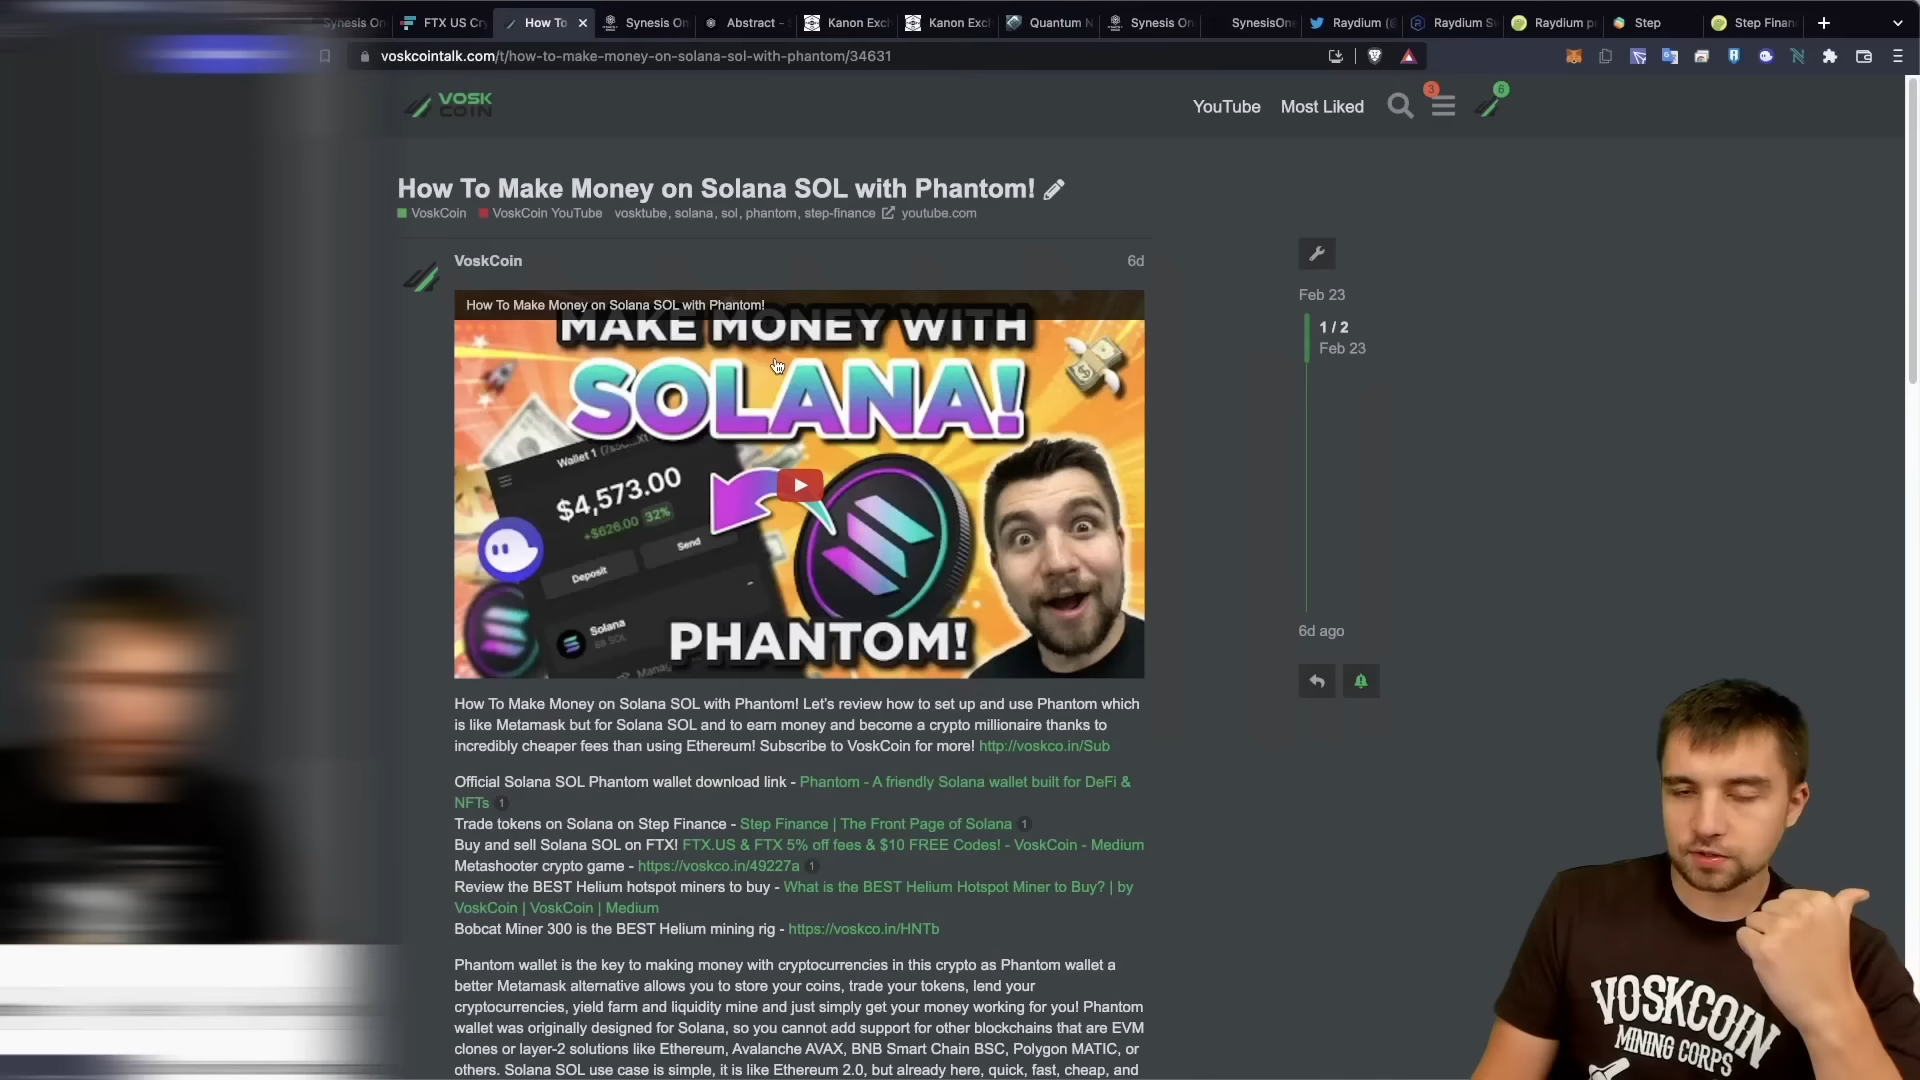 Synesis On
FTX US Cry
How To
Synesis On
Abstract -
Kanon Exc
Kanon Exc
Quantum N
Synesis On
SynesisOne
Raydium (
Raydium S
Raydium p
Step
Step Finan
voskcointalk.com/t/how-to-make-money-on-solana-sol-with-phantom/34631
VOSK
COIN
YouTube
Most Liked
3
6
How To Make Money on Solana SOL with Phantom!
VoskCoin
VoskCoin YouTube
vosktube, solana, sol, phantom, step-finance
youtube.com
VoskCoin
6d
How To Make Money on Solana SOL with Phantom!
MAKE MONEY WITH
SOLANA!
Wallet 1
$4,573.00
+$626.00 32%
Deposit
Send
Solana
PHANTOM!
Feb 23
1 / 2
Feb 23
6d ago
How To Make Money on Solana SOL with Phantom! Let's review how to set up and use Phantom which
is like Metamask but for Solana SOL and to earn money and become a crypto millionaire thanks to
incredibly cheaper fees than using Ethereum! Subscribe to VoskCoin for more! http://voskco.in/Sub
Official Solana SOL Phantom wallet download link - Phantom - A friendly Solana wallet built for DeFi &
NFTs 1
Trade tokens on Solana on Step Finance - Step Finance | The Front Page of Solana 1
Buy and sell Solana SOL on FTX! FTX.US & FTX 5% off fees & $10 FREE Codes! - VoskCoin - Medium
Metashooter crypto game - https://voskco.in/49227a 1
Review the BEST Helium hotspot miners to buy - What is the BEST Helium Hotspot Miner to Buy? | by
VoskCoin | VoskCoin | Medium
Bobcat Miner 300 is the BEST Helium mining rig - https://voskco.in/HNTb
Phantom wallet is the key to making money with cryptocurrencies in this crypto as Phantom wallet a
better Metamask alternative allows you to store your coins, trade your tokens, lend your
cryptocurrencies, yield farm and liquidity mine and just simply get your money working for you! Phantom
wallet was originally designed for Solana, so you cannot add support for other blockchains that are EVM
clones or layer-2 solutions like Ethereum, Avalanche AVAX, BNB Smart Chain BSC, Polygon MATIC, or
others. Solana SOL use case is simple, it is like Ethereum 2.0, but already here, quick, fast, cheap, and
VOSKCOIN
MINING CORPS